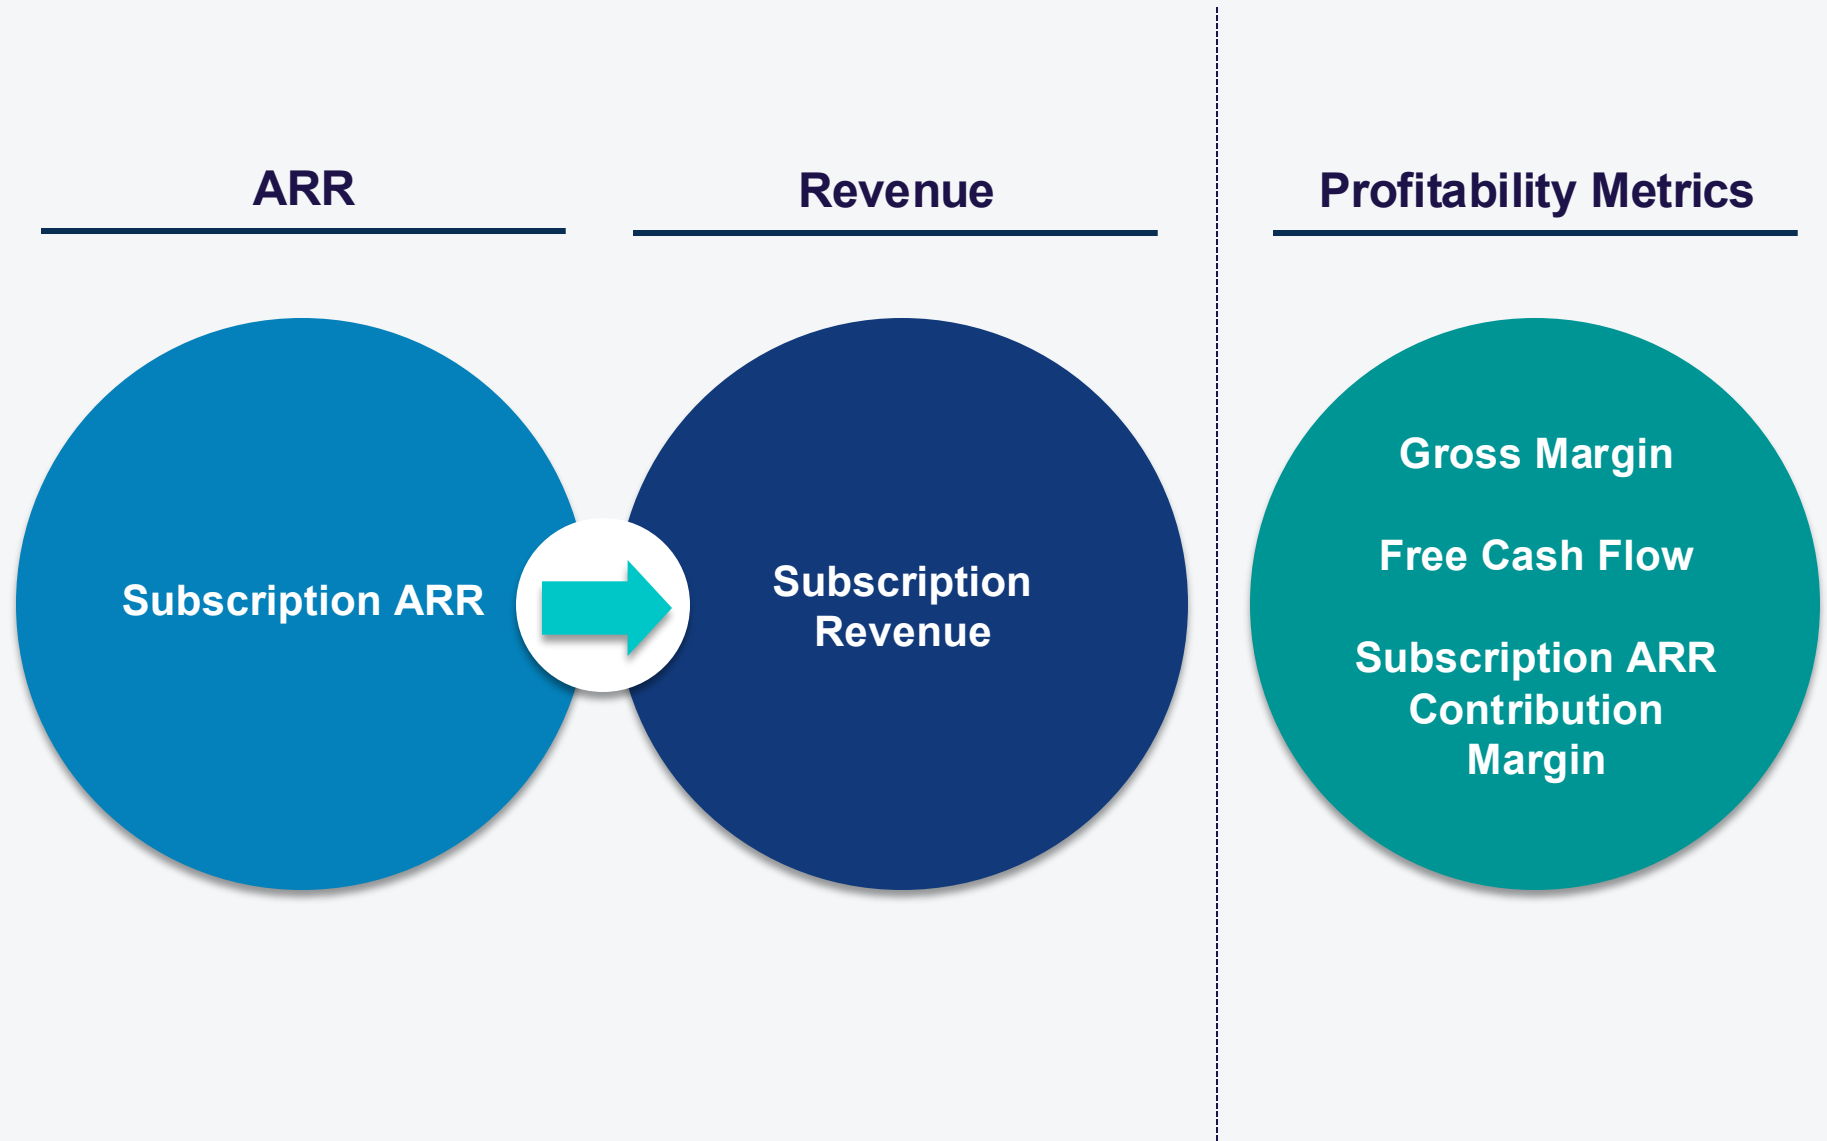 ARR
Subscription ARR
Revenue
Subscription
Revenue
Profitability Metrics
Gross Margin
Free Cash Flow
Subscription ARR
Contribution
Margin